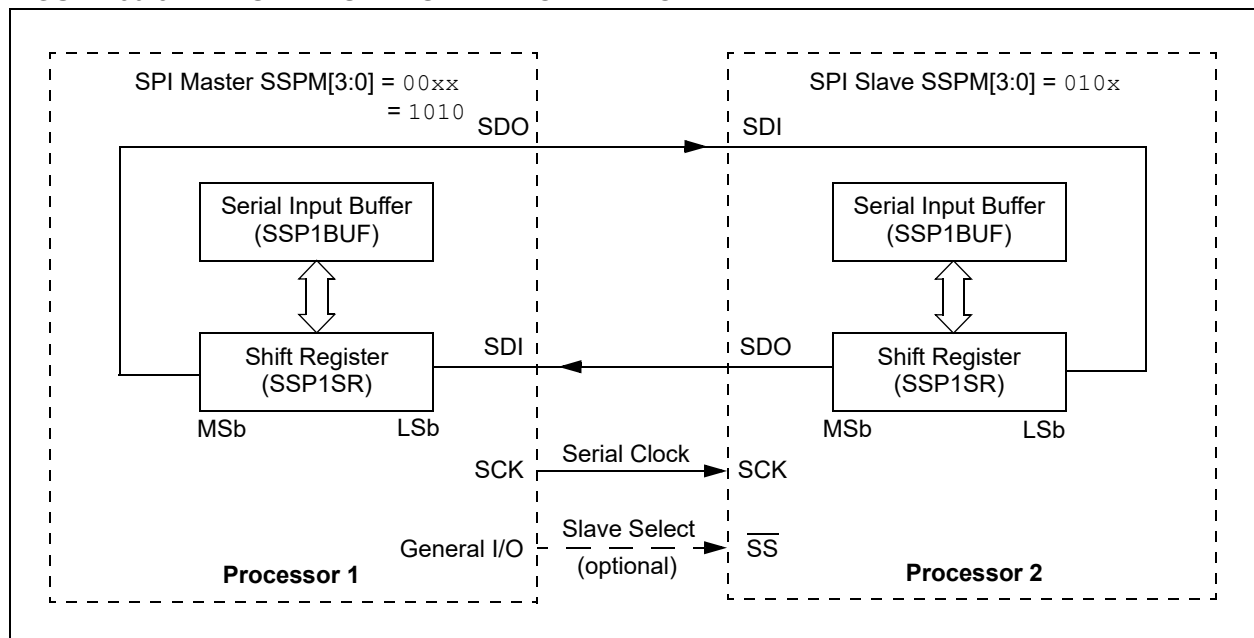 SPI Master SSPM[3:0] = 00xx
= 1010
SDO
Serial Input Buffer
(SSP1BUF)
Shift Register
(SSP1SR)
MSb
LSb
SDI
SCK
General I/O
Processor 1
Serial Clock
Slave Select
(optional)
SPI Slave SSPM[3:0] = 010x
SDI
Serial Input Buffer
(SSP1BUF)
SDO
Shift Register
(SSP1SR)
MSb
LSb
SCK
SS
Processor 2